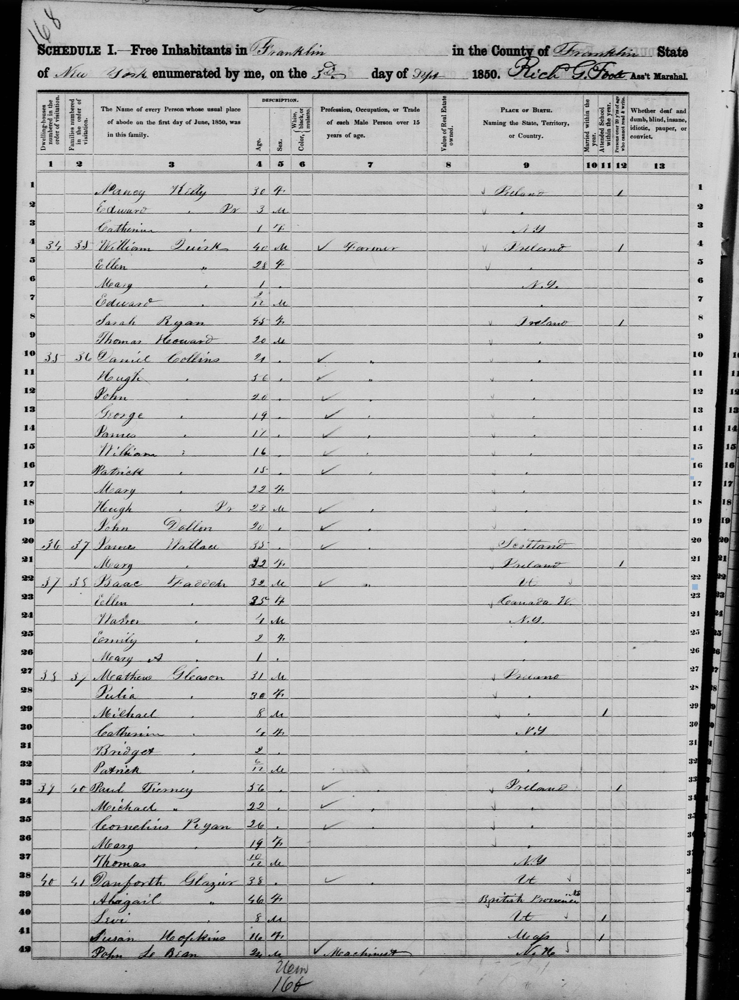 168
SCHEDULE I.—Free Inhabitants in Franklin in the County of Franklin State
of New York enumerated by me, on the 3d day of Sept 1850. Rich G. Foote Ass't Marshal.
Dwelling-houses numbered in the order of visitation.
Families numbered in the order of visitation.
The Name of every Person whose usual place of abode on the first day of June, 1850, was in this family.
DESCRIPTION.
Age.
Sex.
Color, { White, black, or mulatto.
Profession, Occupation, or Trade of each Male Person over 15 years of age.
Value of Real Estate owned.
PLACE OF BIRTH. Naming the State, Territory, or Country.
Married within the year.
Attended School within the year.
Persons over 20 y'rs of age who cannot read & write.
Whether deaf and dumb, blind, insane, idiotic, pauper, or convict.
1 2 3 4 5 6 7 8 9 10 11 12 13
1 Nancy Kelly 30 F ✓ Ireland 1 1
2 Edward . Jr 3 M ✓ . 2
3 Catherine . 1 F N.Y 3
4 34 35 William Quirk 40 M ✓ Farmer ✓ Ireland 1 4
5 Ellen " 28 F ✓ . 5
6 Mary . 1 . N.Y. 6
7 Edward . 2/12 M . 7
8 Sarah Ryan 45 F ✓ Ireland 1 8
9 Thomas Howard 20 M ✓ . 9
10 35 36 Daniel Collins 21 . ✓ " ✓ . 10
11 Hugh . 56 . ✓ " ✓ . 11
12 John . 20 . ✓ . ✓ . 12
13 George . 19 . ✓ . ✓ . 13
14 James . 17 . ✓ . ✓ . 14
15 William : 16 . ✓ . ✓ . 15
16 Patrick . 15 . ✓ . ✓ . 16
17 Mary . 22 F ✓ . 17
18 Hugh . Jr 23 M ✓ . ✓ . 18
19 John Dollon 20 . ✓ . ✓ . 19
20 36 37 James Wallace 35 . ✓ . ✓ Scotland 20
21 Mary . 32 F ✓ Ireland 1 21
22 37 38 Isaac Fadden 32 M ✓ " Vt ✓ 22
23 Ellen . 35 F ✓ Canada W. 23
24 Warren . 4 M N.Y. 24
25 Emily . 2 F . 25
26 Mary A . 1 . . 26
27 38 39 Mathew Gleason 31 M ✓ Ireland 27
28 Julia . 30 F ✓ . 28
29 Michael . 8 M ✓ . 1 29
30 Catherine . 4 F N.Y 30
31 Bridget . 2 . . 31
32 Patrick . 6/12 M . 32
33 39 40 Paul Tierney 56 . ✓ . ✓ Ireland 1 33
34 Michael " 22 . ✓ . ✓ . 34
35 Cornelius Ryan 26 . ✓ . ✓ . 35
36 Mary . 19 F ✓ . 36
37 Thomas 10/12 M N.Y 37
38 40 41 Danforth Glazier 38 . ✓ . Vt ✓
39 Abigail " 46 F British Provinces NB
40 Levi . 8 M Vt ✓ 1
41 Susan Hopkins 16 F Mass 1
42 John Le Bean 24 M ✓ Machinist N. H ✓